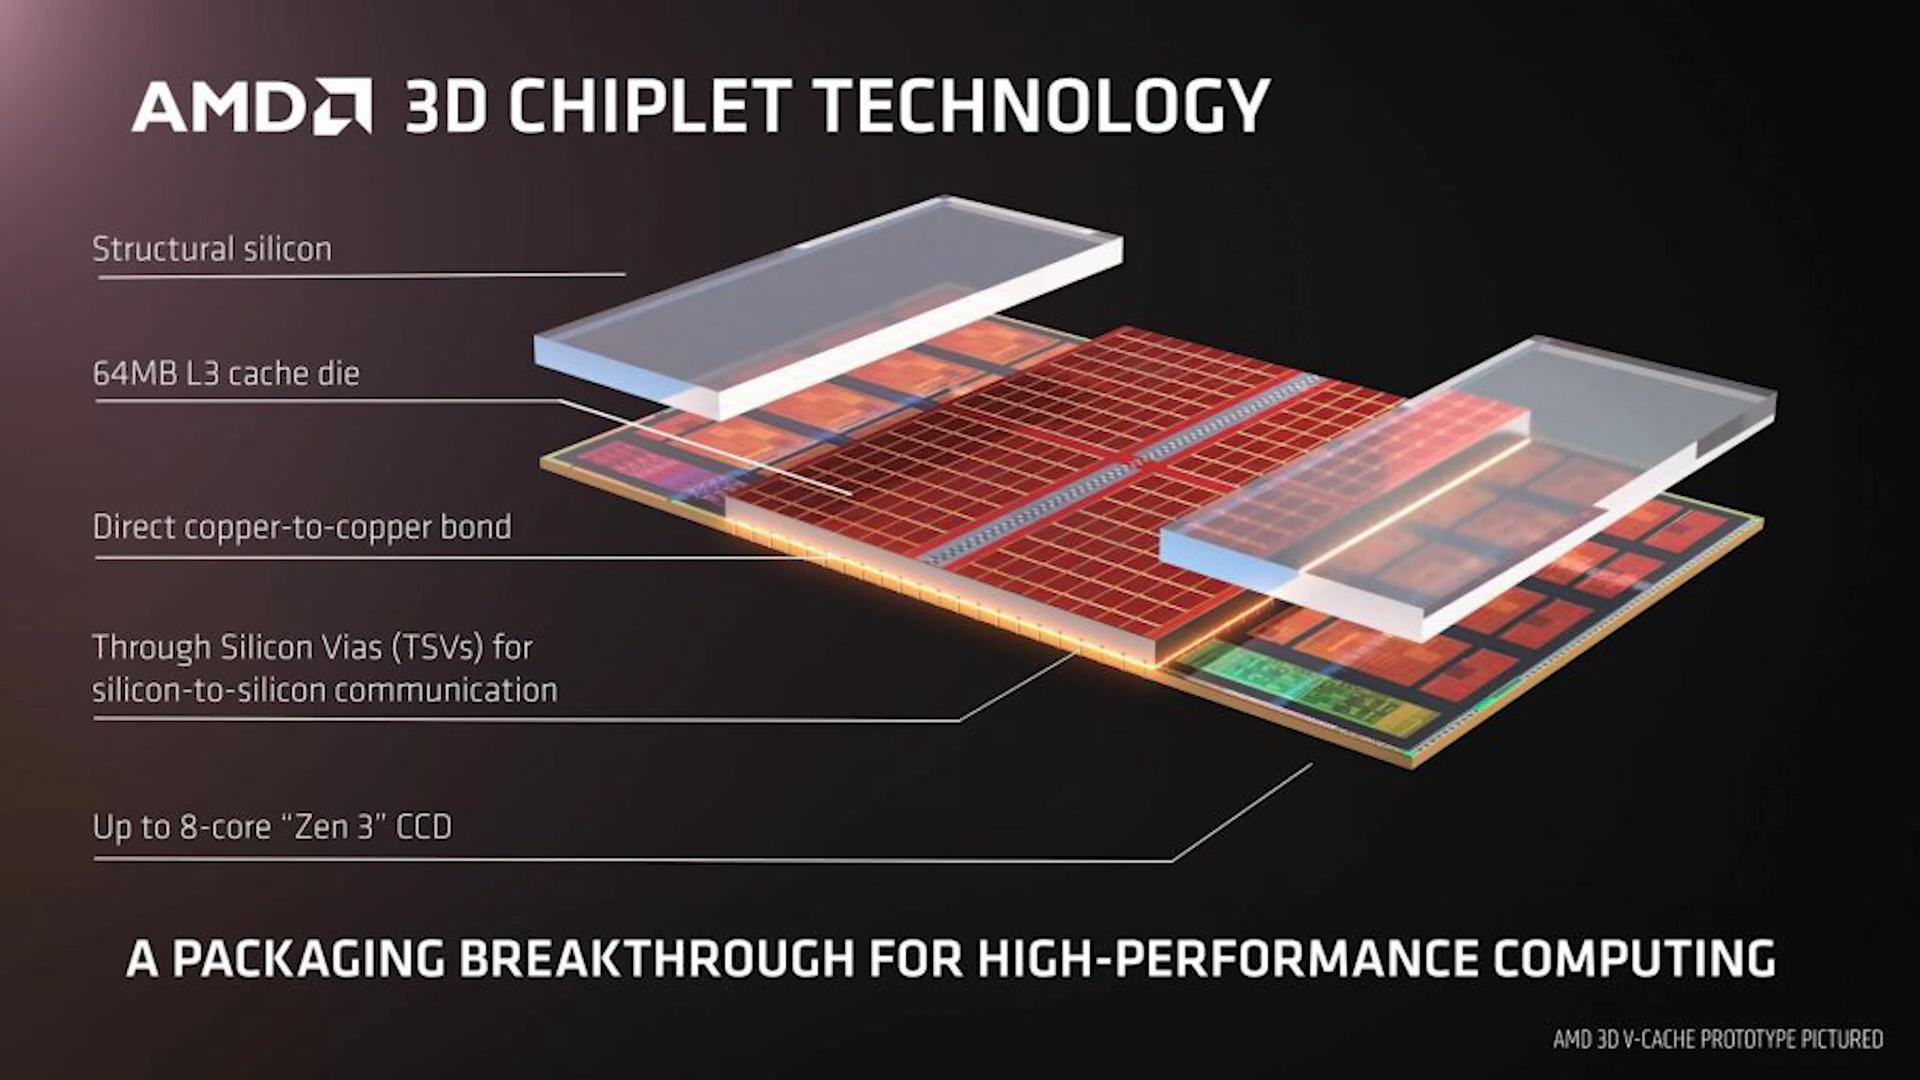 AMD 3D CHIPLET TECHNOLOGY
Structural silicon
64MB L3 cache die
Direct copper-to-copper bond
Through Silicon Vias (TSVs) for
silicon-to-silicon communication
Up to 8-core “Zen 3” CCD
A PACKAGING BREAKTHROUGH FOR HIGH-PERFORMANCE COMPUTING
AMD 3D V-CACHE PROTOTYPE PICTURED